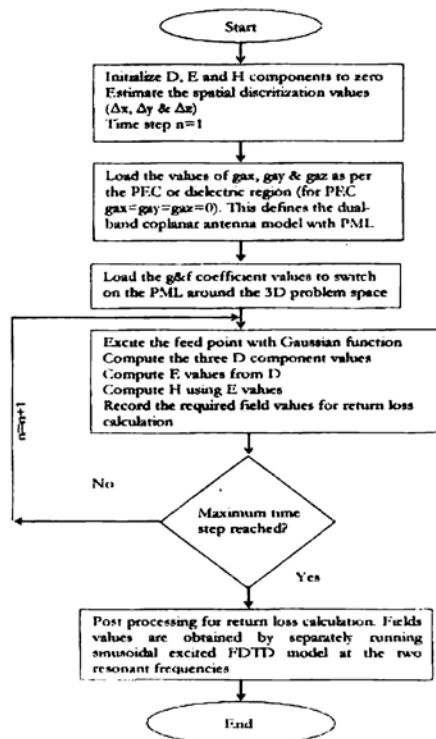 Start
Initialize D, E and H components to zero
Estimate the spatial discritization values
(Δx, Δy & Δz)
Time step n=1
Load the values of gax, gay & gaz as per
the PEC or dielectric region (for PEC
gax=gay=gaz=0). This defines the dual-
band coplanar antenna model with PML
Load the g&f coefficient values to switch
on the PML around the 3D problem space
Excite the feed point with Gaussian function
Compute the three D component values
Compute E values from D
Compute H using E values
Record the required field values for return loss
calculation
n=n+1
No
Maximum time
step reached?
Yes
Post processing for return loss calculation. Fields
values are obtained by separately running
sinusoidal excited FDTD model at the two
resonant frequencies
End